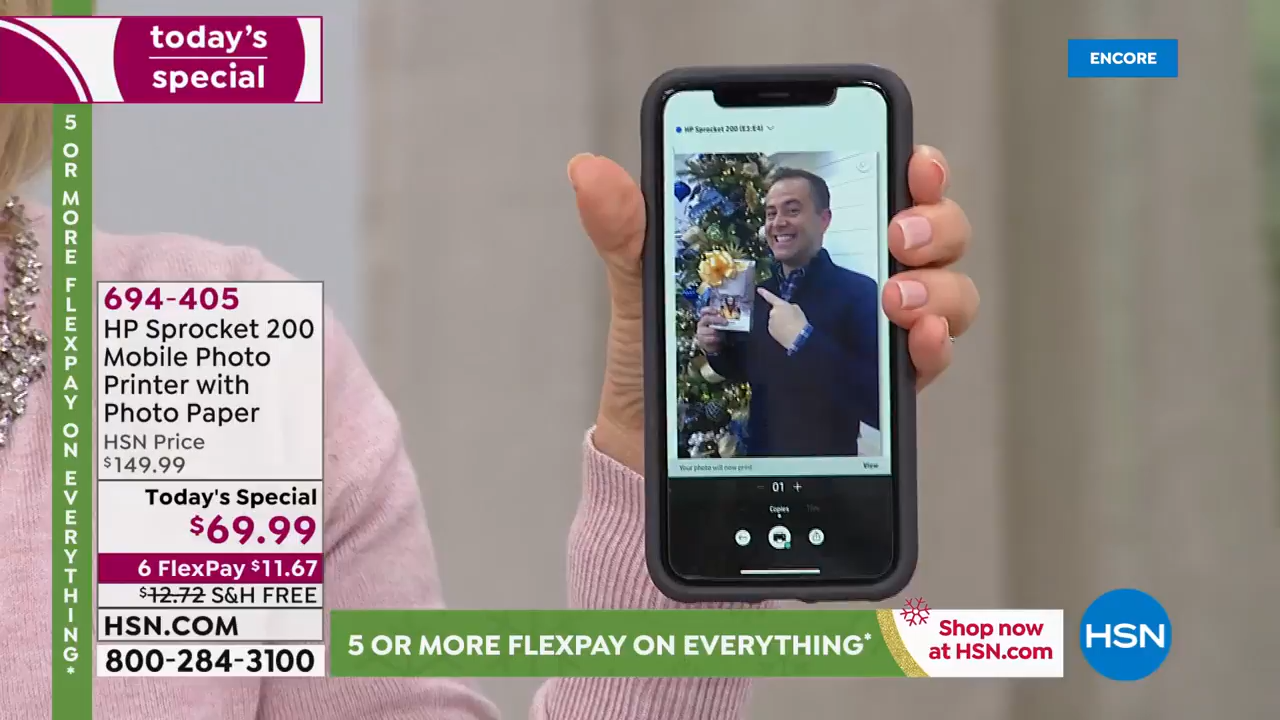 today's
special
ENCORE
5 OR MORE FLEXPAY ON EVERYTHING*
HP Sprocket 200 (E3:E4)
694-405
HP Sprocket 200
Mobile Photo
Printer with
Photo Paper
HSN Price
$149.99
Today's Special
$69.99
6 FlexPay $11.67
$12.72 S&H FREE
HSN.COM
800-284-3100
Your photo will now print
View
01
Copies
5 OR MORE FLEXPAY ON EVERYTHING*
Shop now
at HSN.com
HSN